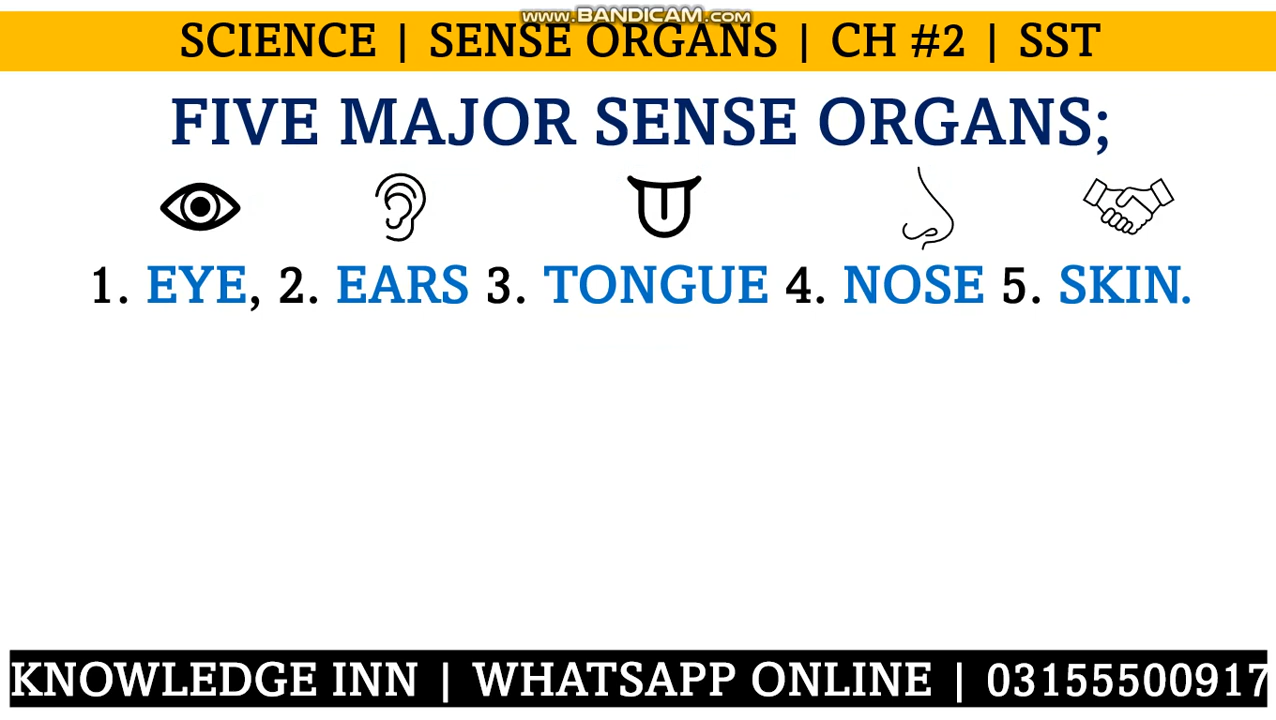 www.BANDICAM.com
SCIENCE | SENSE ORGANS | CH #2 | SST
FIVE MAJOR SENSE ORGANS;
1. EYE, 2. EARS 3. TONGUE 4. NOSE 5. SKIN.
KNOWLEDGE INN | WHATSAPP ONLINE | 03155500917